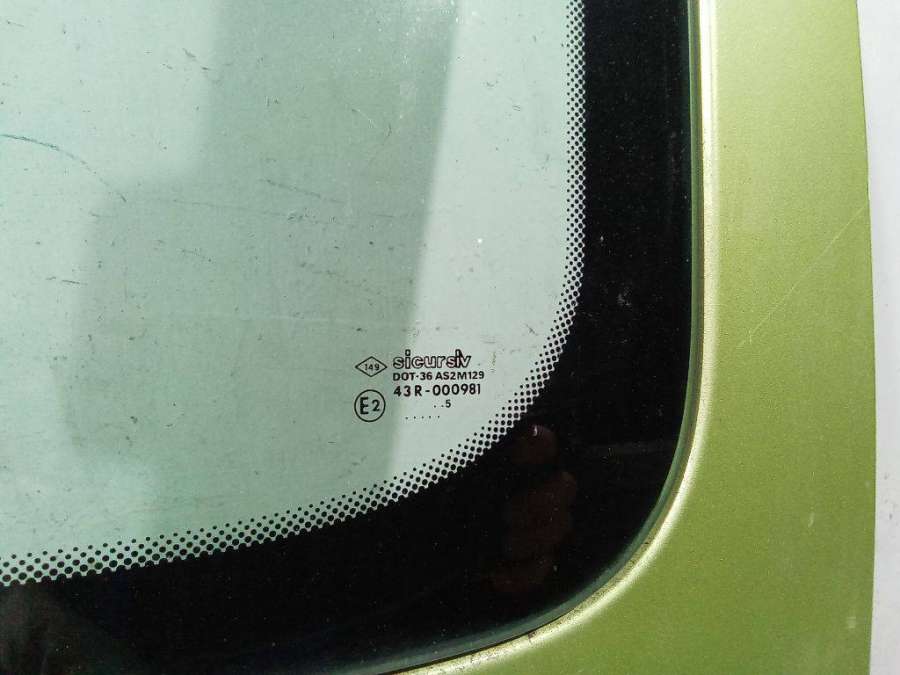 149
sicursiv
DOT-36 AS2M129
43R-000981
E2
..5
......